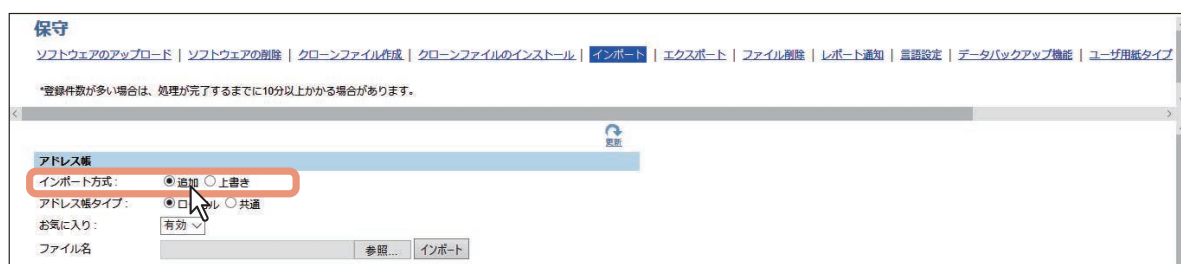 保守
ソフトウェアのアップロード | ソフトウェアの削除 | クローンファイル作成 | クローンファイルのインストール | インポート | エクスポート | ファイル削除 | レポート通知 | 言語設定 | データバックアップ機能 | ユーザ用紙タイプ
*登録件数が多い場合は、処理が完了するまでに10分以上かかる場合があります。
更新
アドレス帳
インポート方式: 追加 上書き
アドレス帳タイプ: ローカル 共通
お気に入り: 有効
ファイル名 参照... インポート